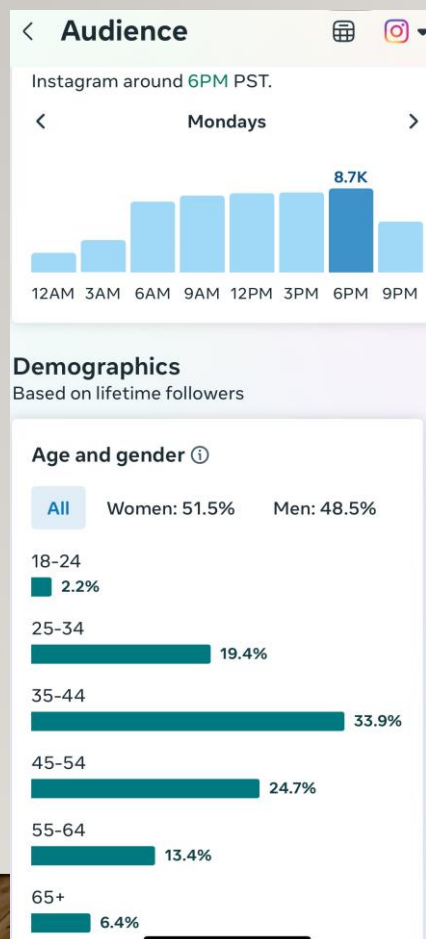 Audience
Instagram around 6PM PST.
Mondays
8.7K
12AM 3AM 6AM 9AM 12PM 3PM 6PM 9PM
Demographics
Based on lifetime followers
Age and gender
All Women: 51.5% Men: 48.5%
18-24
2.2%
25-34
19.4%
35-44
33.9%
45-54
24.7%
55-64
13.4%
65+
6.4%